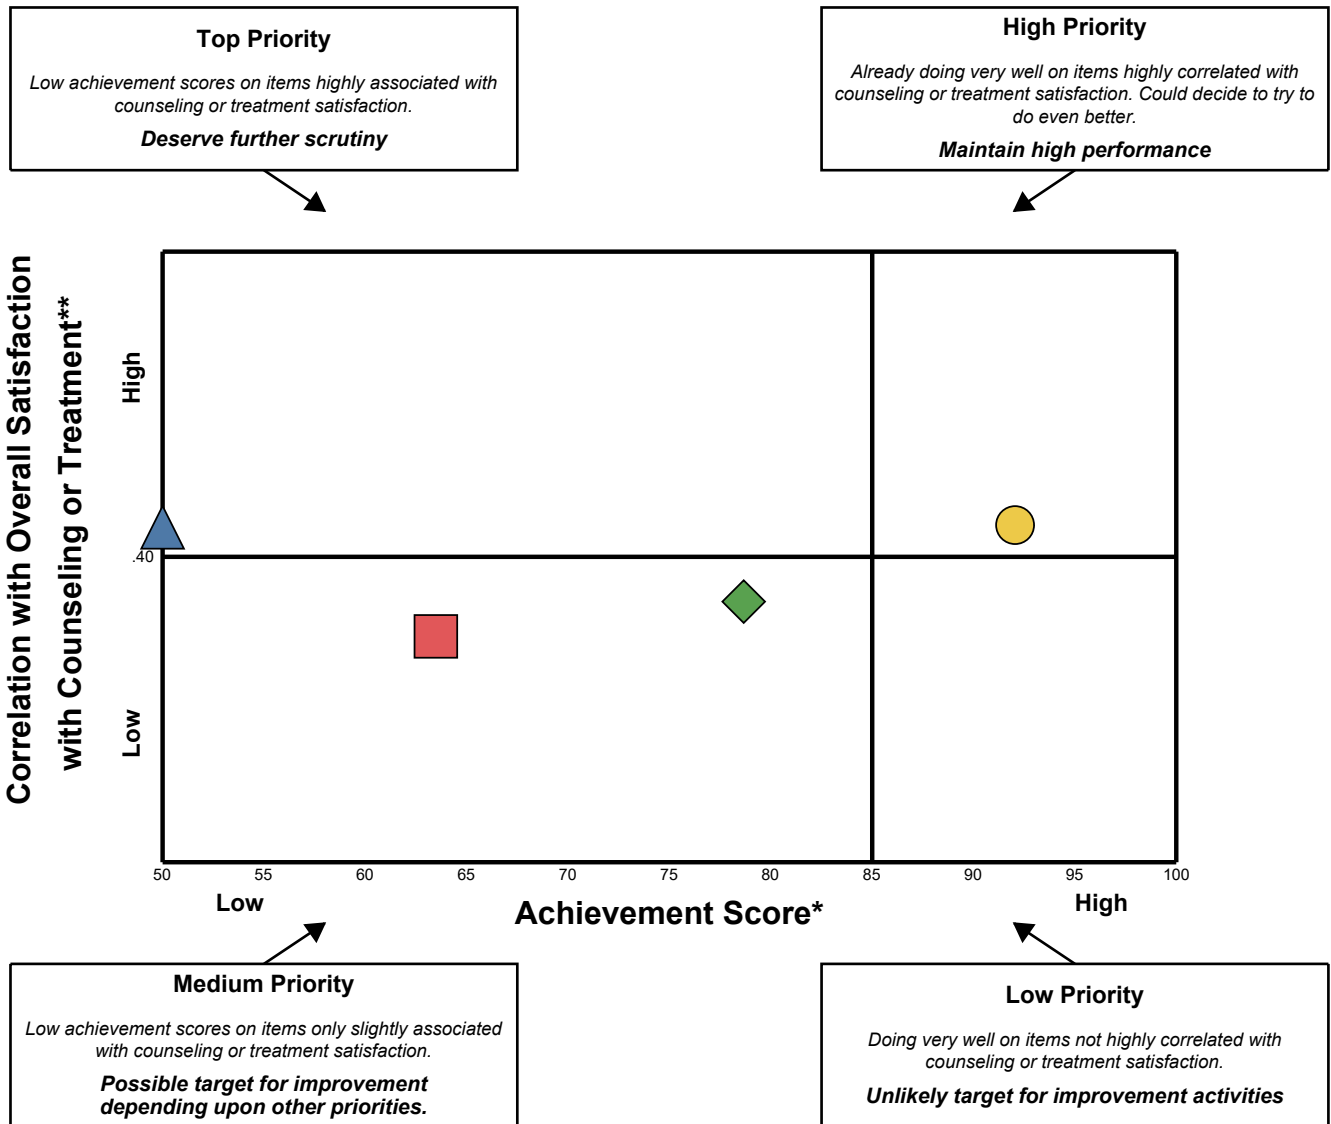 Top Priority
Low achievement scores on items highly associated with
counseling or treatment satisfaction.
Deserve further scrutiny
High Priority
Already doing very well on items highly correlated with
counseling or treatment satisfaction. Could decide to try to
do even better.
Maintain high performance
Correlation with Overall Satisfaction
with Counseling or Treatment**
High
.40
Low
50 55 60 65 70 75 80 85 90 95 100
Low
Achievement Score*
High
Medium Priority
Low achievement scores on items only slightly associated
with counseling or treatment satisfaction.
Possible target for improvement
depending upon other priorities.
Low Priority
Doing very well on items not highly correlated with
counseling or treatment satisfaction.
Unlikely target for improvement activities